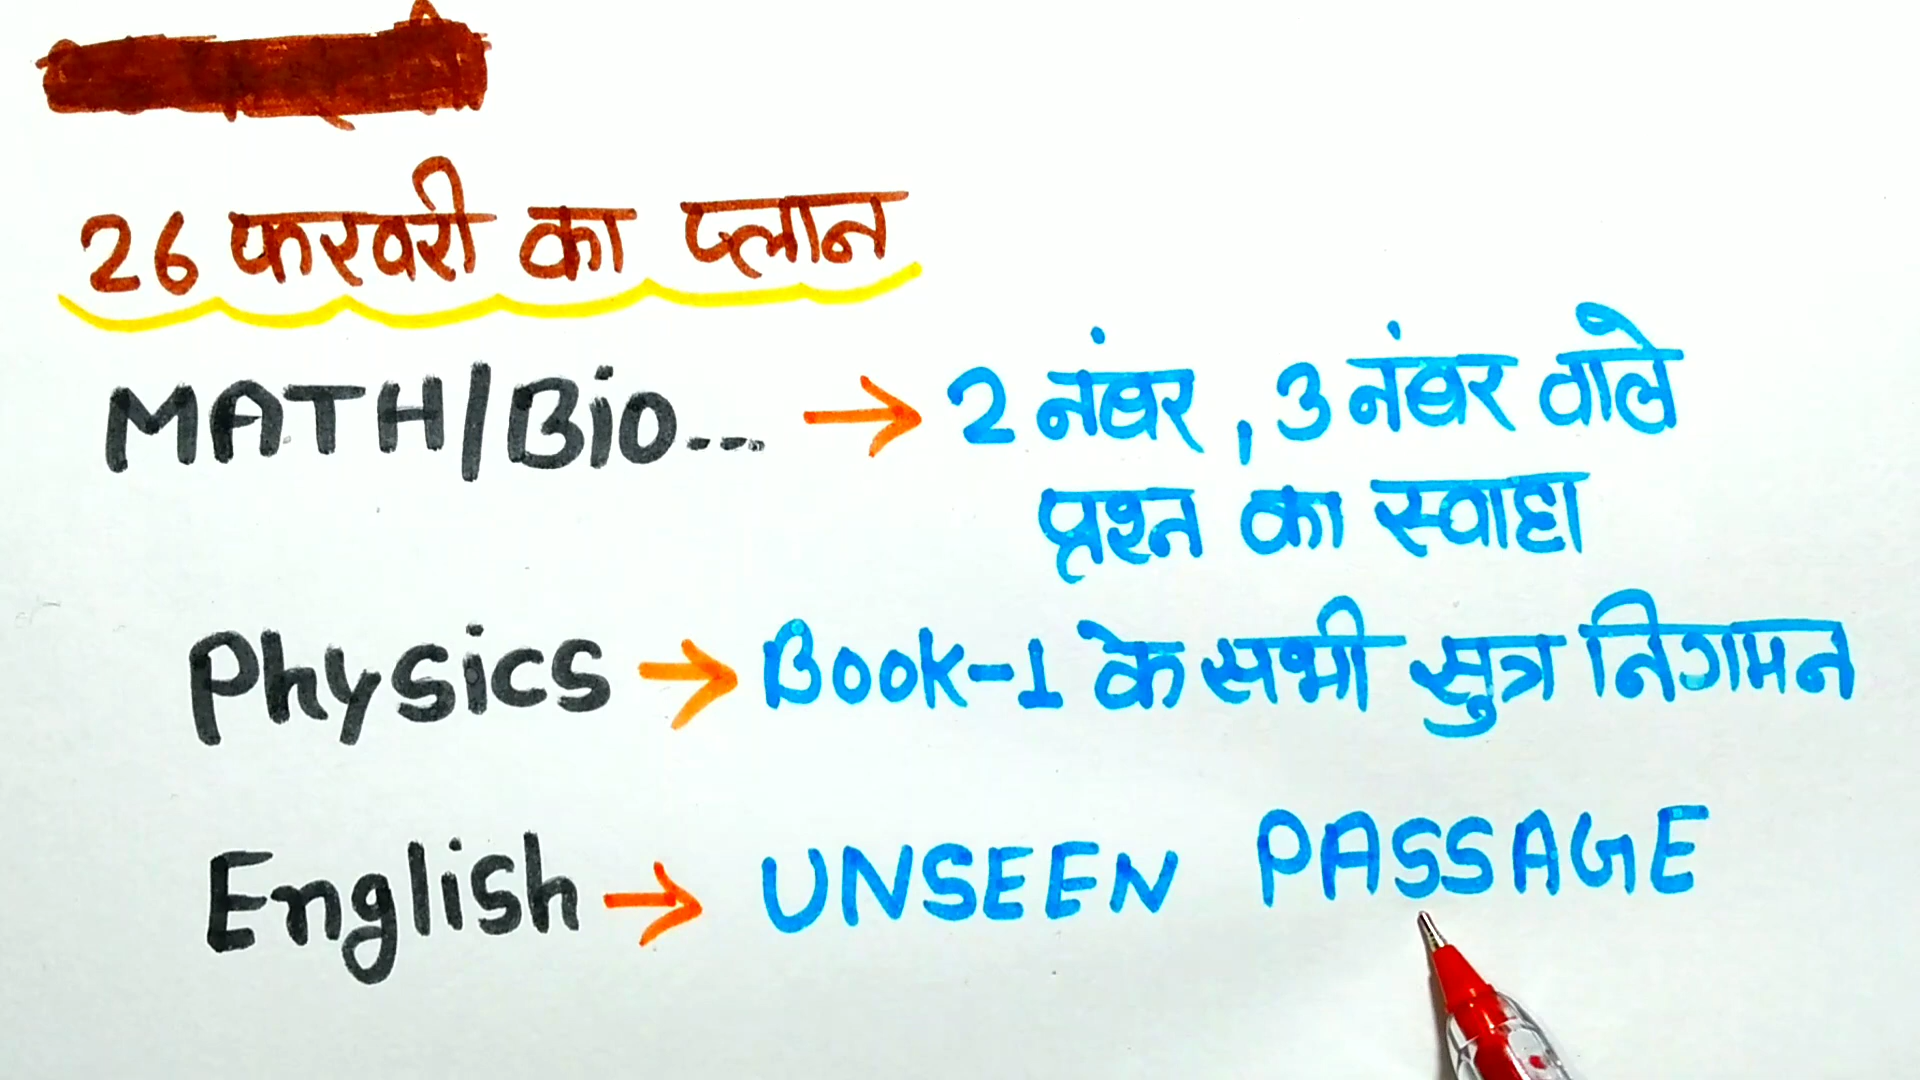 26 फरवरी का प्लान
MATH/Bio... → 2 नंबर, 3 नंबर वाले
प्रश्न का स्वाहा
Physics → Book-1 के सभी सुत्र निगमन
English → UNSEEN PASSAGE